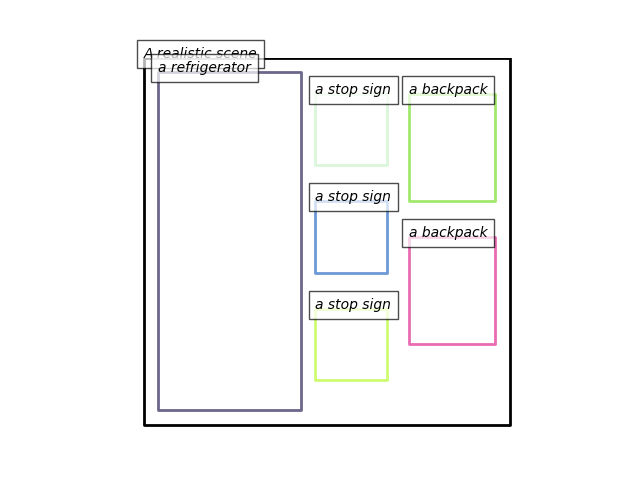 A realistic scene
a refrigerator
a stop sign
a backpack
a stop sign
a backpack
a stop sign